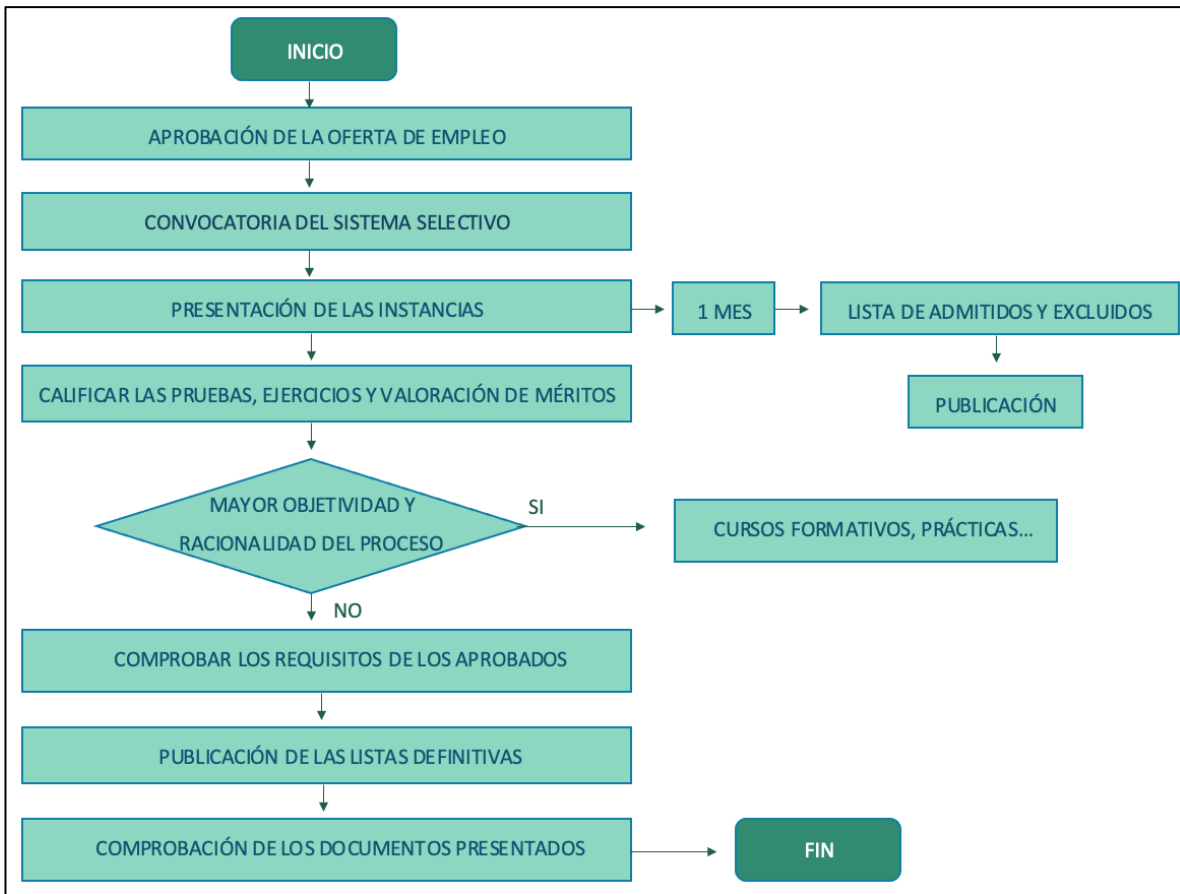 INICIO
APROBACIÓN DE LA OFERTA DE EMPLEO
CONVOCATORIA DEL SISTEMA SELECTIVO
PRESENTACIÓN DE LAS INSTANCIAS
1 MES
LISTA DE ADMITIDOS Y EXCLUIDOS
PUBLICACIÓN
CALIFICAR LAS PRUEBAS, EJERCICIOS Y VALORACIÓN DE MÉRITOS
MAYOR OBJETIVIDAD Y
RACIONALIDAD DEL PROCESO
SI
CURSOS FORMATIVOS, PRÁCTICAS...
NO
COMPROBAR LOS REQUISITOS DE LOS APROBADOS
PUBLICACIÓN DE LAS LISTAS DEFINITIVAS
COMPROBACIÓN DE LOS DOCUMENTOS PRESENTADOS
FIN